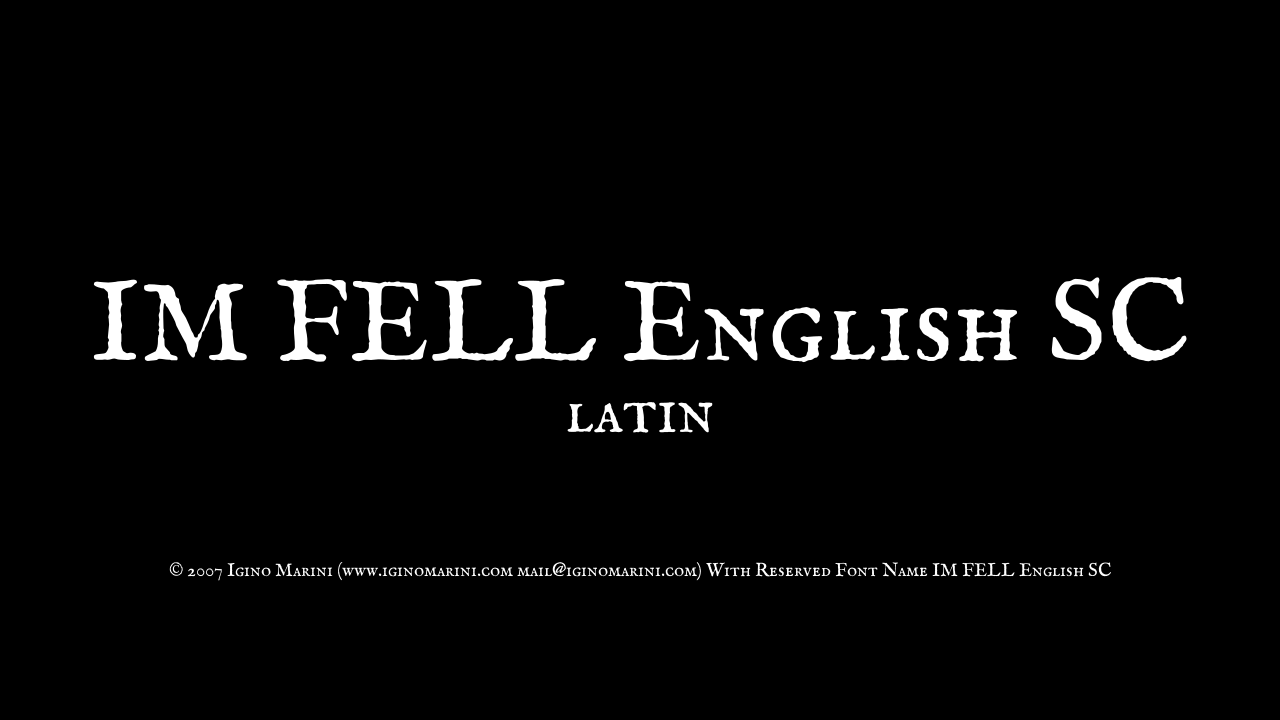 IM FELL English SC
latin
© 2007 Igino Marini (www.iginomarini.com mail@iginomarini.com) With Reserved Font Name IM FELL English SC